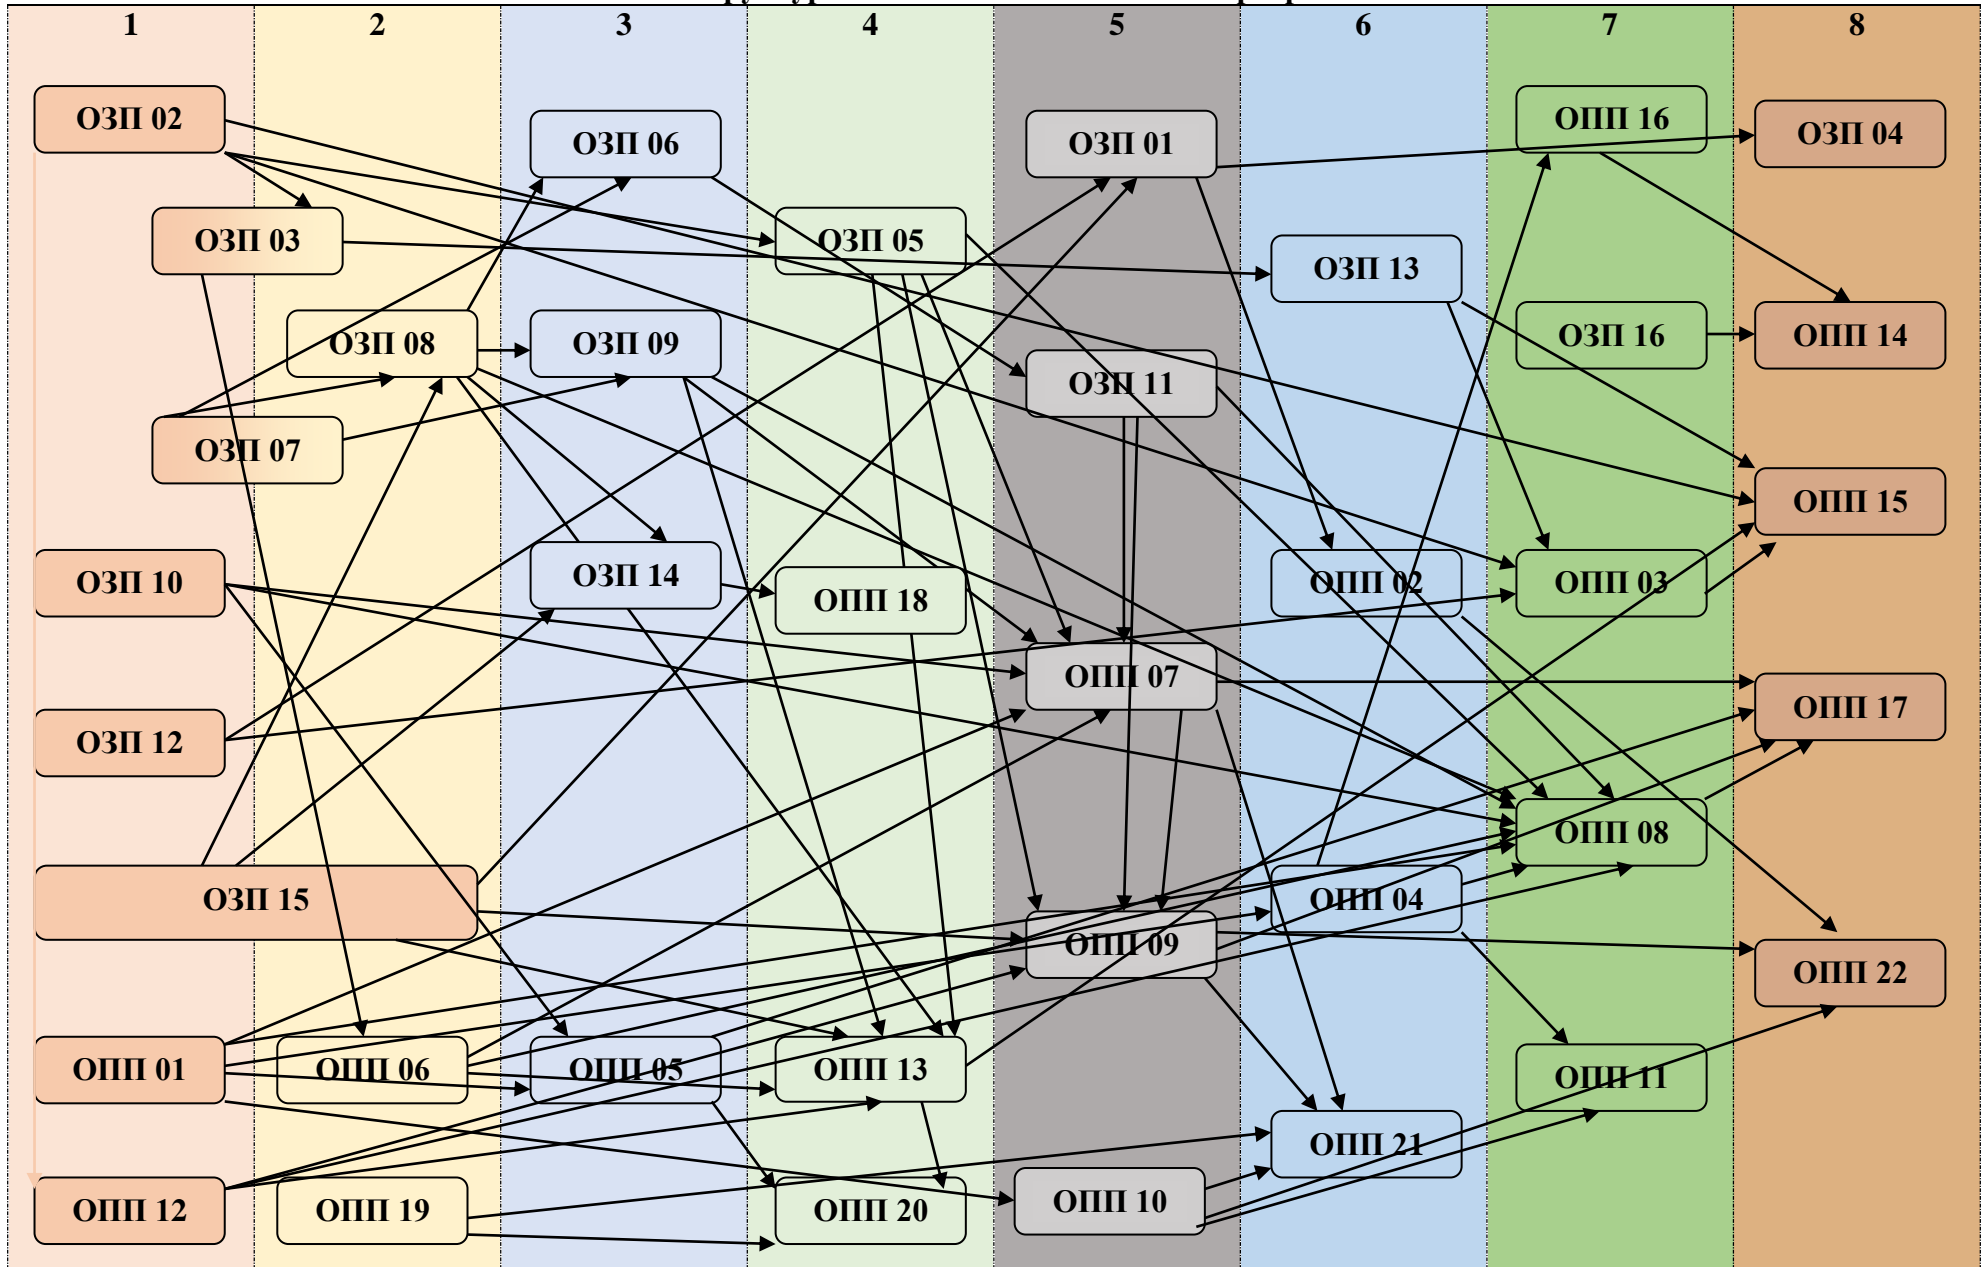 1 2 3 4 5 6 7 8
ОЗП 02
ОПП 16
ОЗП 06
ОЗП 01
ОЗП 04
ОЗП 03
ОЗП 05
ОЗП 13
ОЗП 08
ОЗП 09
ОЗП 11
ОЗП 16
ОПП 14
ОЗП 07
ОПП 15
ОЗП 10
ОЗП 14
ОПП 18
ОПП 02
ОПП 03
ОПП 07
ОПП 17
ОЗП 12
ОПП 08
ОЗП 15
ОПП 04
ОПП 09
ОПП 22
ОПП 01
ОПП 06
ОПП 05
ОПП 13
ОПП 11
ОПП 21
ОПП 12
ОПП 19
ОПП 20
ОПП 10